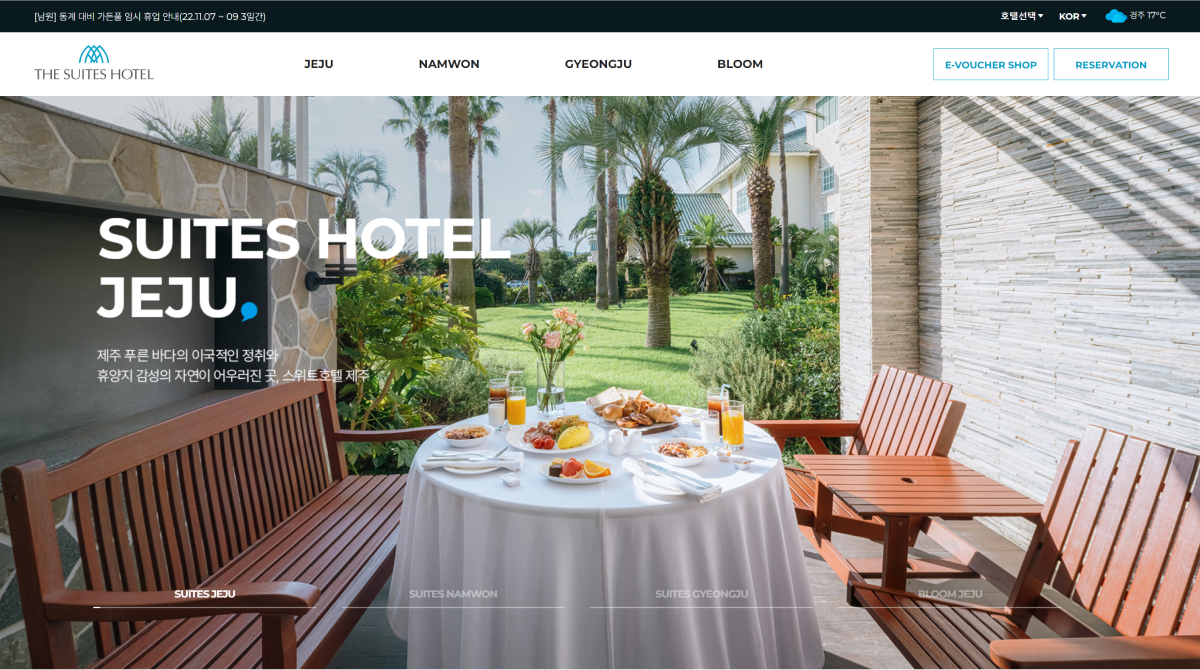 [남원] 동계 대비 가든풀 임시 휴업 안내(22.11.07 ~ 09 3일간)
호텔선택 KOR 경주 17°C
THE SUITES HOTEL
JEJU NAMWON GYEONGJU BLOOM
E-VOUCHER SHOP RESERVATION
SUITES HOTEL
JEJU,
제주 푸른 바다의 이국적인 정취와
휴양지 감성의 자연이 어우러진 곳, 스위트호텔 제주
SUITES JEJU SUITES NAMWON SUITES GYEONGJU BLOOM JEJU